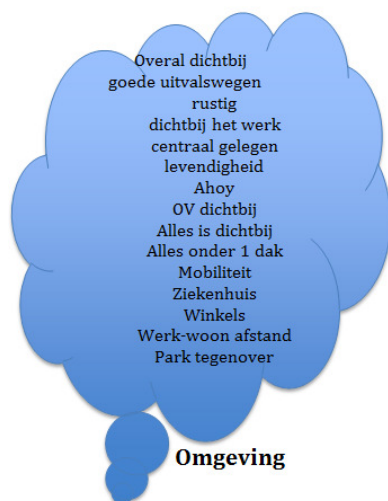 Overal dichtbij
goede uitvalswegen
rustig
dichtbij het werk
centraal gelegen
levendigheid
Ahoy
OV dichtbij
Alles is dichtbij
Alles onder 1 dak
Mobiliteit
Ziekenhuis
Winkels
Werk-woon afstand
Park tegenover
Omgeving